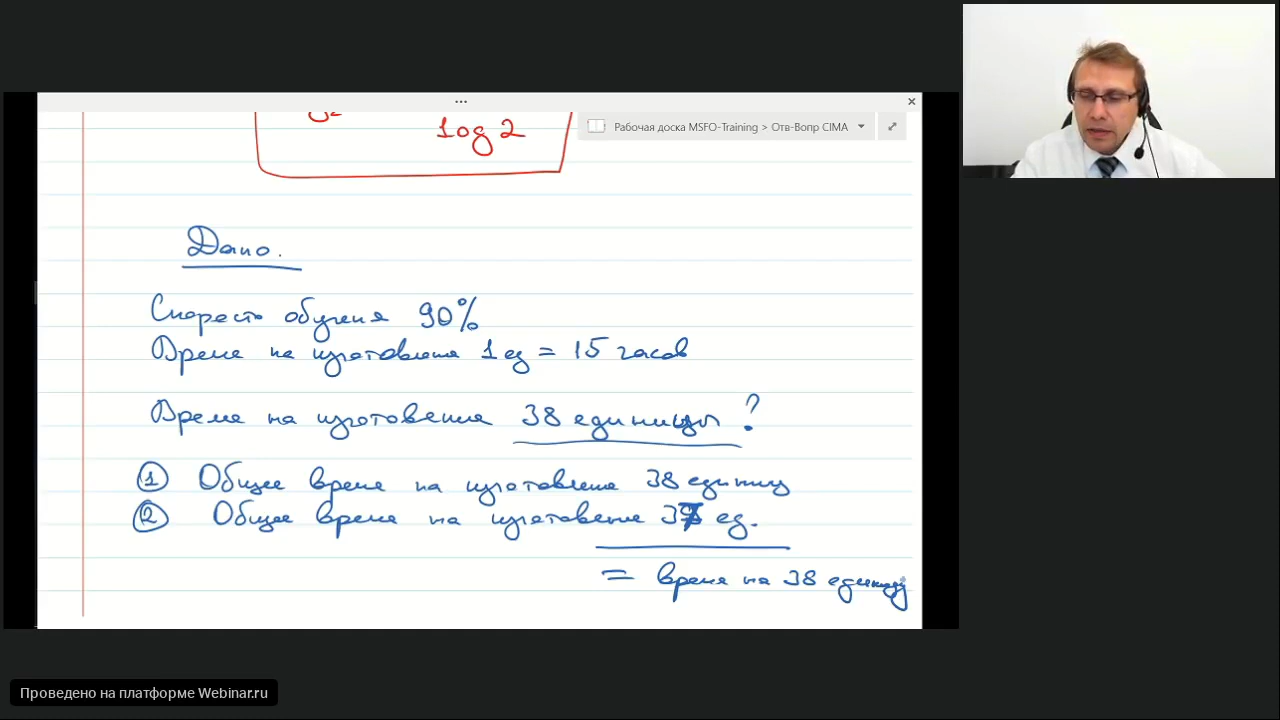 log 2
Рабочая доска MSFO-Training > Отв-Вопр CIMA
Дано.
Скорость обучения 90%
Время на изготовления 1 ед = 15 часов
Время на изготовления 38 единицы ?
1 Общее время на изготовление 38 единиц
2 Общее время на изготовление 37 ед.
= время на 38 единицу
Проведено на платформе Webinar.ru